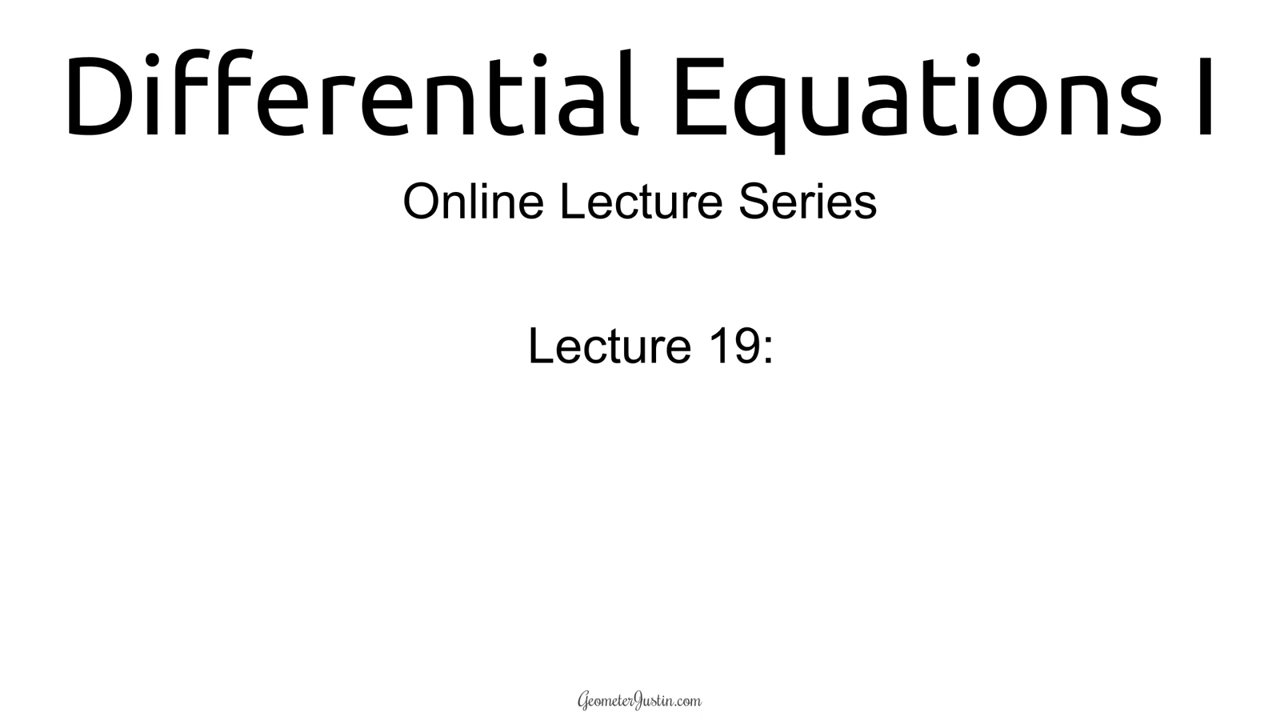 Differential Equations I
Online Lecture Series
Lecture 19:
GeometerJustin.com